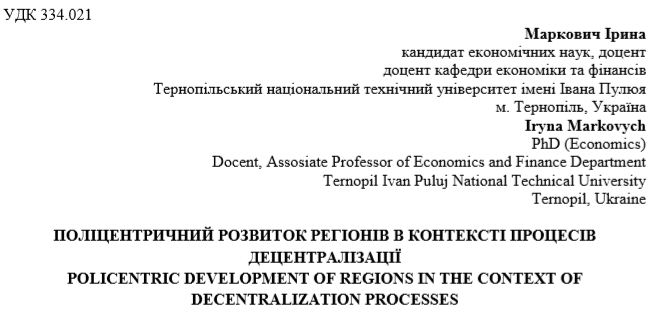 УДК 334.021
Маркович Ірина
кандидат економічних наук, доцент
доцент кафедри економіки та фінансів
Тернопільський національний технічний університет імені Івана Пулюя
м. Тернопіль, Україна
Iryna Markovych
PhD (Economics)
Docent, Assosiate Professor of Economics and Finance Department
Ternopil Ivan Puluj National Technical University
Ternopil, Ukraine
ПОЛІЦЕНТРИЧНИЙ РОЗВИТОК РЕГІОНІВ В КОНТЕКСТІ ПРОЦЕСІВ
ДЕЦЕНТРАЛІЗАЦІЇ
POLICENTRIC DEVELOPMENT OF REGIONS IN THE CONTEXT OF
DECENTRALIZATION PROCESSES